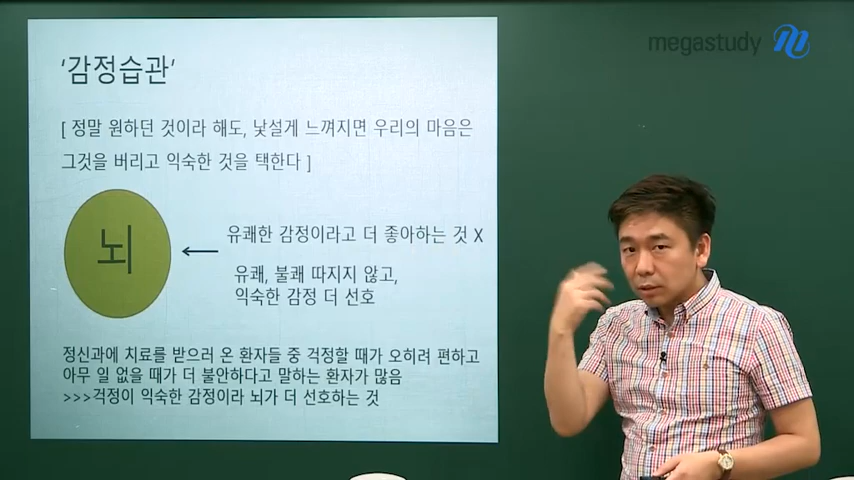 megastudy
'감정습관'
[ 정말 원하던 것이라 해도, 낯설게 느껴지면 우리의 마음은
그것을 버리고 익숙한 것을 택한다 ]
뇌
유쾌한 감정이라고 더 좋아하는 것 X
유쾌, 불쾌 따지지 않고,
익숙한 감정 더 선호
정신과에 치료를 받으러 온 환자들 중 걱정할 때가 오히려 편하고
아무 일 없을 때가 더 불안하다고 말하는 환자가 많음
>>>걱정이 익숙한 감정이라 뇌가 더 선호하는 것